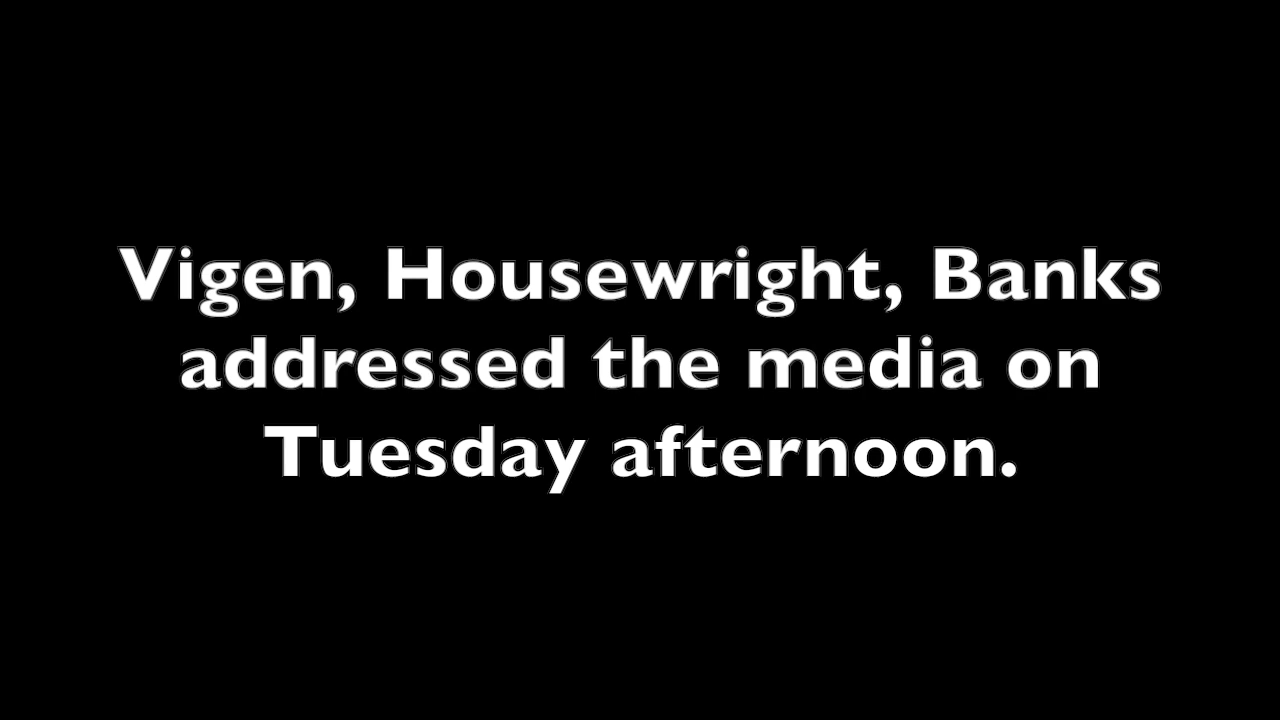 Vigen, Housewright, Banks
addressed the media on
Tuesday afternoon.